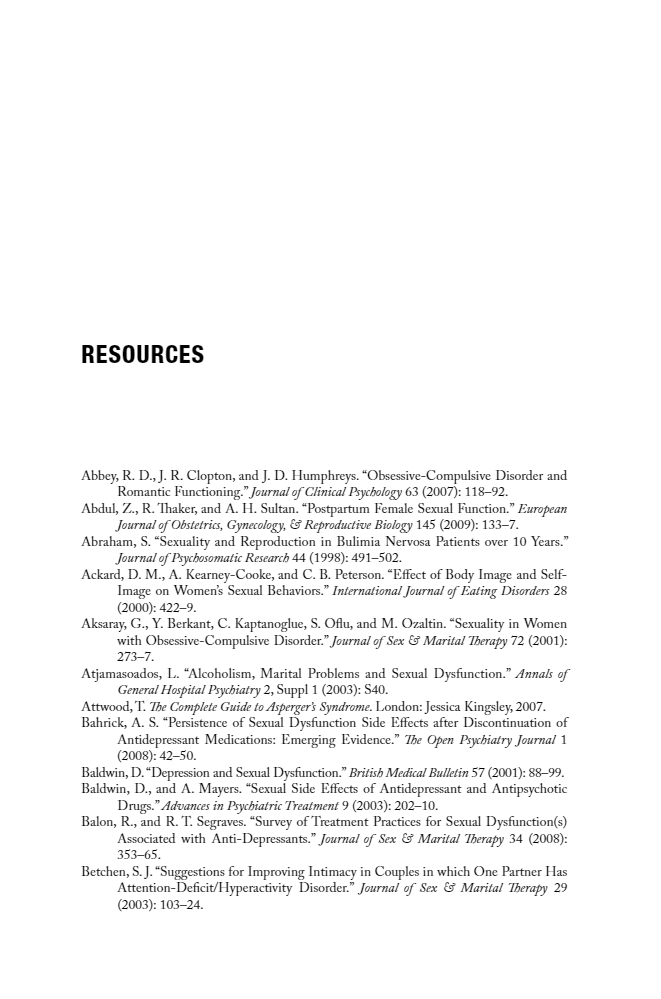 RESOURCES
Abbey, R. D., J. R. Clopton, and J. D. Humphreys. “Obsessive-Compulsive Disorder and
Romantic Functioning.” Journal of Clinical Psychology 63 (2007): 118–92.
Abdul, Z., R. Thaker, and A. H. Sultan. “Postpartum Female Sexual Function.” European
Journal of Obstetrics, Gynecology, & Reproductive Biology 145 (2009): 133–7.
Abraham, S. “Sexuality and Reproduction in Bulimia Nervosa Patients over 10 Years.”
Journal of Psychosomatic Research 44 (1998): 491–502.
Ackard, D. M., A. Kearney-Cooke, and C. B. Peterson. “Effect of Body Image and Self-
Image on Women’s Sexual Behaviors.” International Journal of Eating Disorders 28
(2000): 422–9.
Aksaray, G., Y. Berkant, C. Kaptanoglue, S. Oflu, and M. Ozaltin. “Sexuality in Women
with Obsessive-Compulsive Disorder.” Journal of Sex & Marital Therapy 72 (2001):
273–7.
Atjamasoados, L. “Alcoholism, Marital Problems and Sexual Dysfunction.” Annals of
General Hospital Psychiatry 2, Suppl 1 (2003): S40.
Attwood, T. The Complete Guide to Asperger’s Syndrome. London: Jessica Kingsley, 2007.
Bahrick, A. S. “Persistence of Sexual Dysfunction Side Effects after Discontinuation of
Antidepressant Medications: Emerging Evidence.” The Open Psychiatry Journal 1
(2008): 42–50.
Baldwin, D. “Depression and Sexual Dysfunction.” British Medical Bulletin 57 (2001): 88–99.
Baldwin, D., and A. Mayers. “Sexual Side Effects of Antidepressant and Antipsychotic
Drugs.” Advances in Psychiatric Treatment 9 (2003): 202–10.
Balon, R., and R. T. Segraves. “Survey of Treatment Practices for Sexual Dysfunction(s)
Associated with Anti-Depressants.” Journal of Sex & Marital Therapy 34 (2008):
353–65.
Betchen, S. J. “Suggestions for Improving Intimacy in Couples in which One Partner Has
Attention-Deficit/Hyperactivity Disorder.” Journal of Sex & Marital Therapy 29
(2003): 103–24.